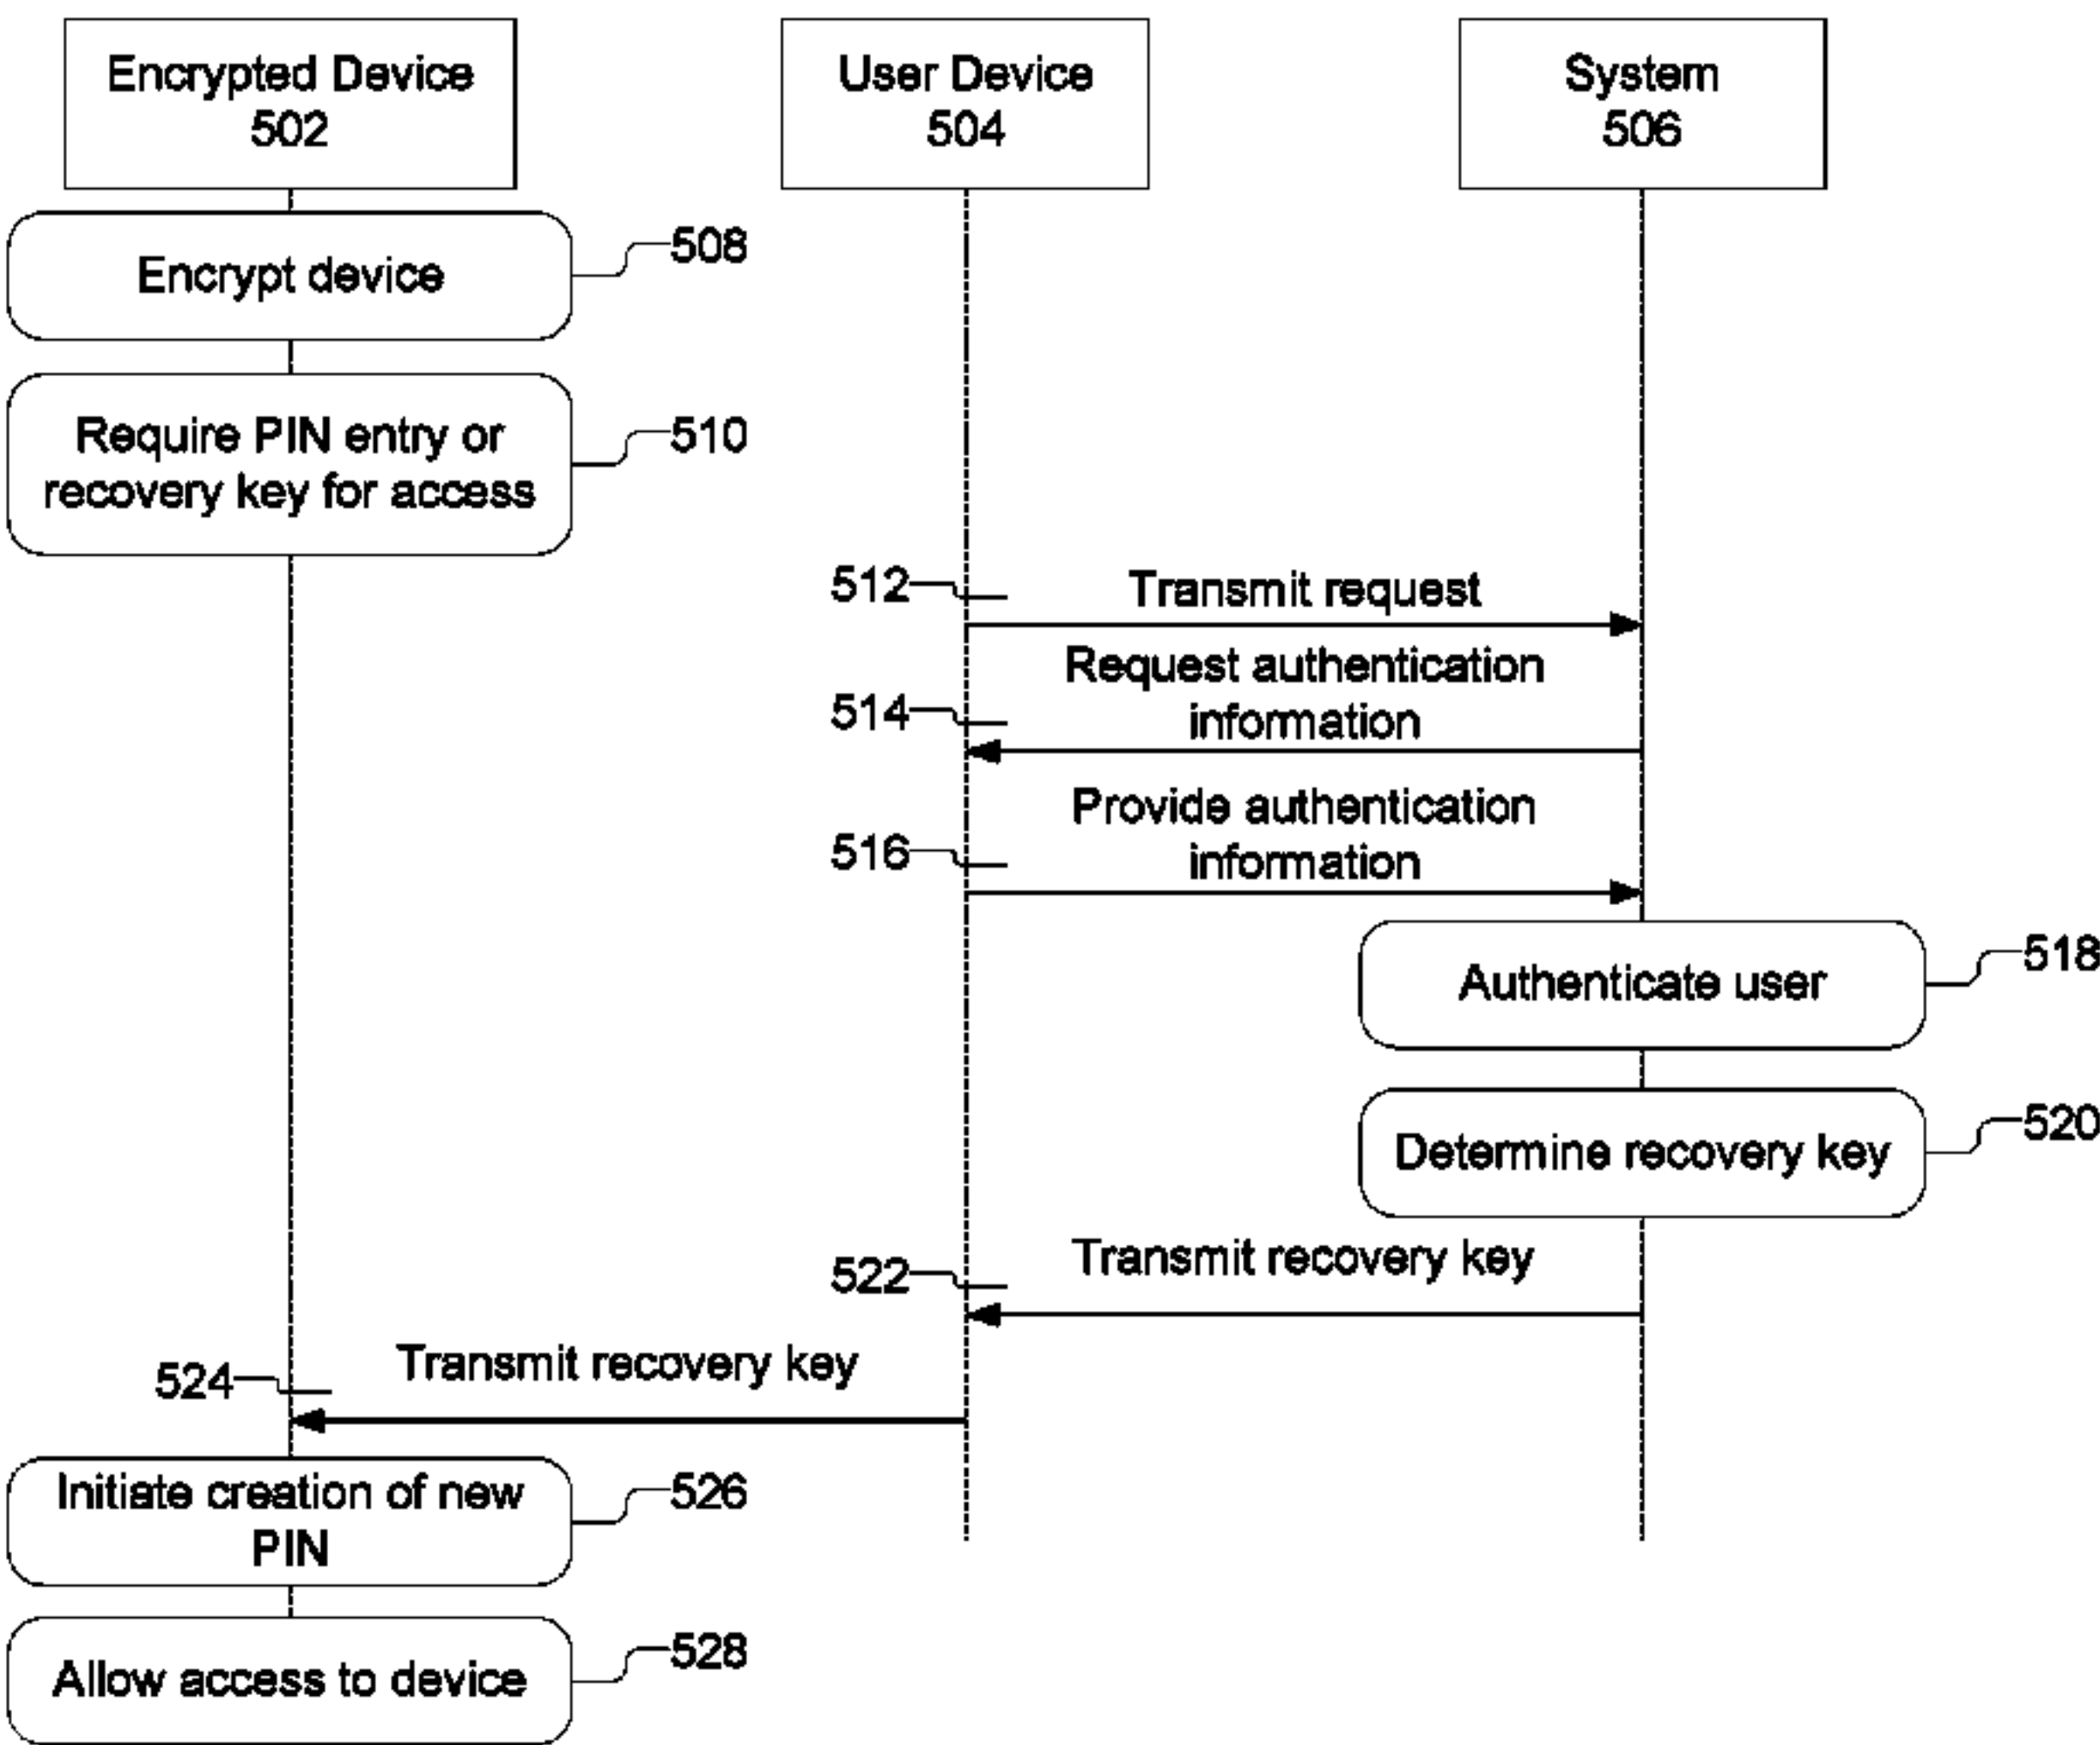 Encrypted Device
502
User Device
504
System
506
Encrypt device
508
Require PIN entry or
recovery key for access
510
512
Transmit request
Request authentication
information
514
Provide authentication
information
516
Authenticate user
518
Determine recovery key
520
Transmit recovery key
522
Transmit recovery key
524
Initiate creation of new
PIN
526
Allow access to device
528